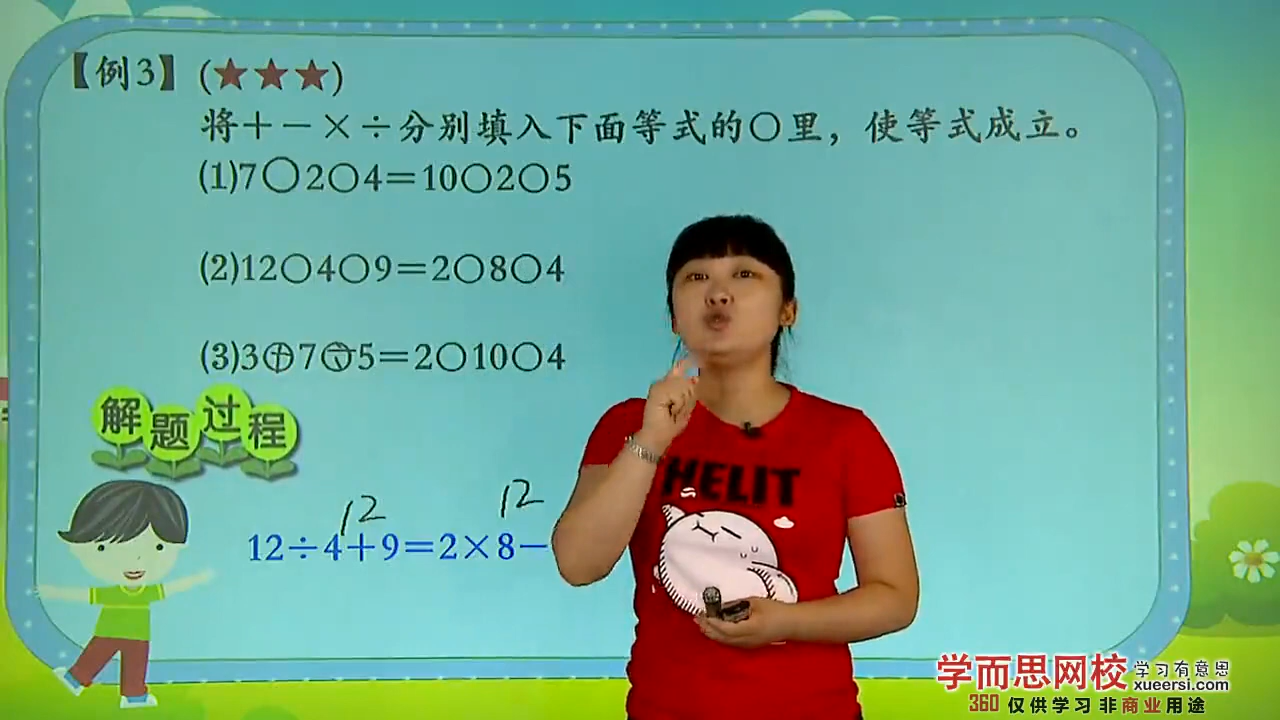 【例3】(★★★)
将＋－×÷分别填入下面等式的○里，使等式成立。
(1)7○2○4＝10○2○5
(2)12○4○9＝2○8○4
(3)3○7○5＝2○10○4
解题过程
12 12
12÷4＋9＝2×8－
THELIT
学而思网校 学习有意思
xueersi.com
360 仅供学习 非商业用途